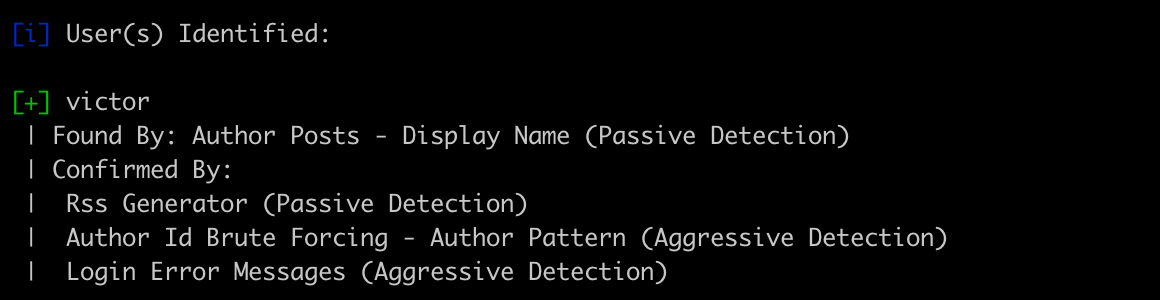 [i] User(s) Identified:
[+] victor
| Found By: Author Posts - Display Name (Passive Detection)
| Confirmed By:
|  Rss Generator (Passive Detection)
|  Author Id Brute Forcing - Author Pattern (Aggressive Detection)
|  Login Error Messages (Aggressive Detection)